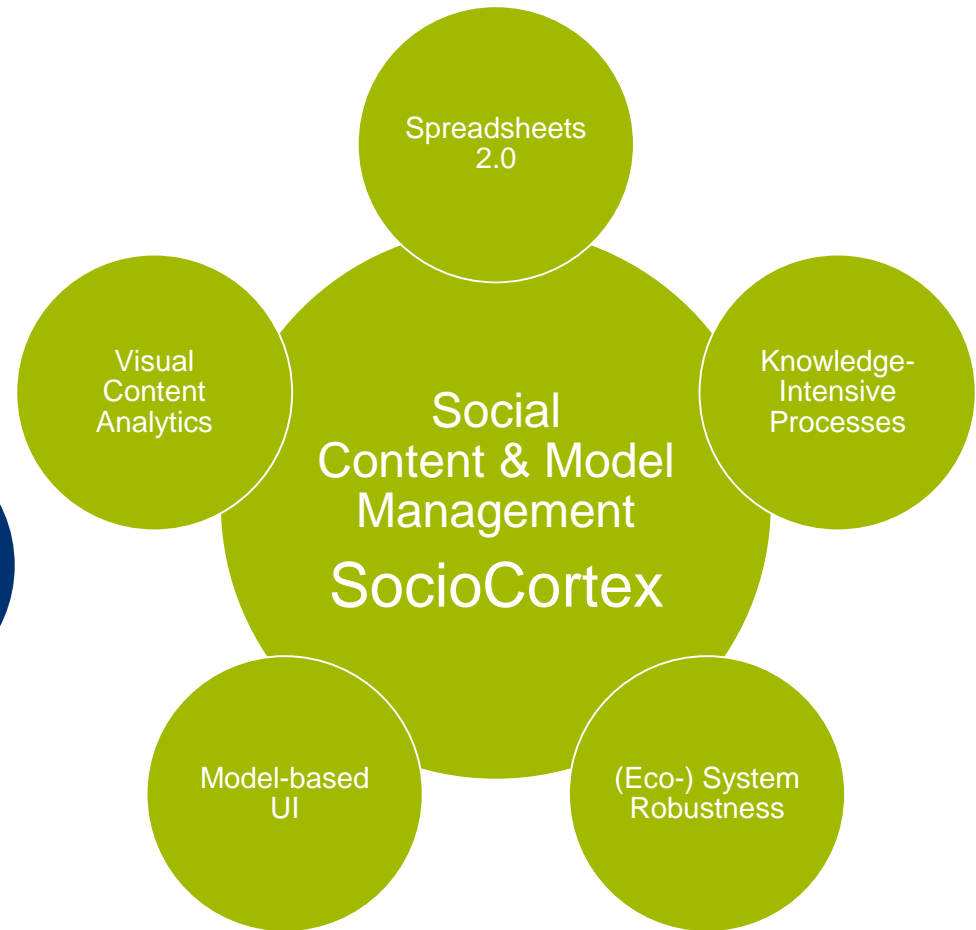 Spreadsheets
2.0
Visual
Content
Analytics
Knowledge-
Intensive
Processes
Social
Content & Model
Management
SocioCortex
Model-based
UI
(Eco-) System
Robustness